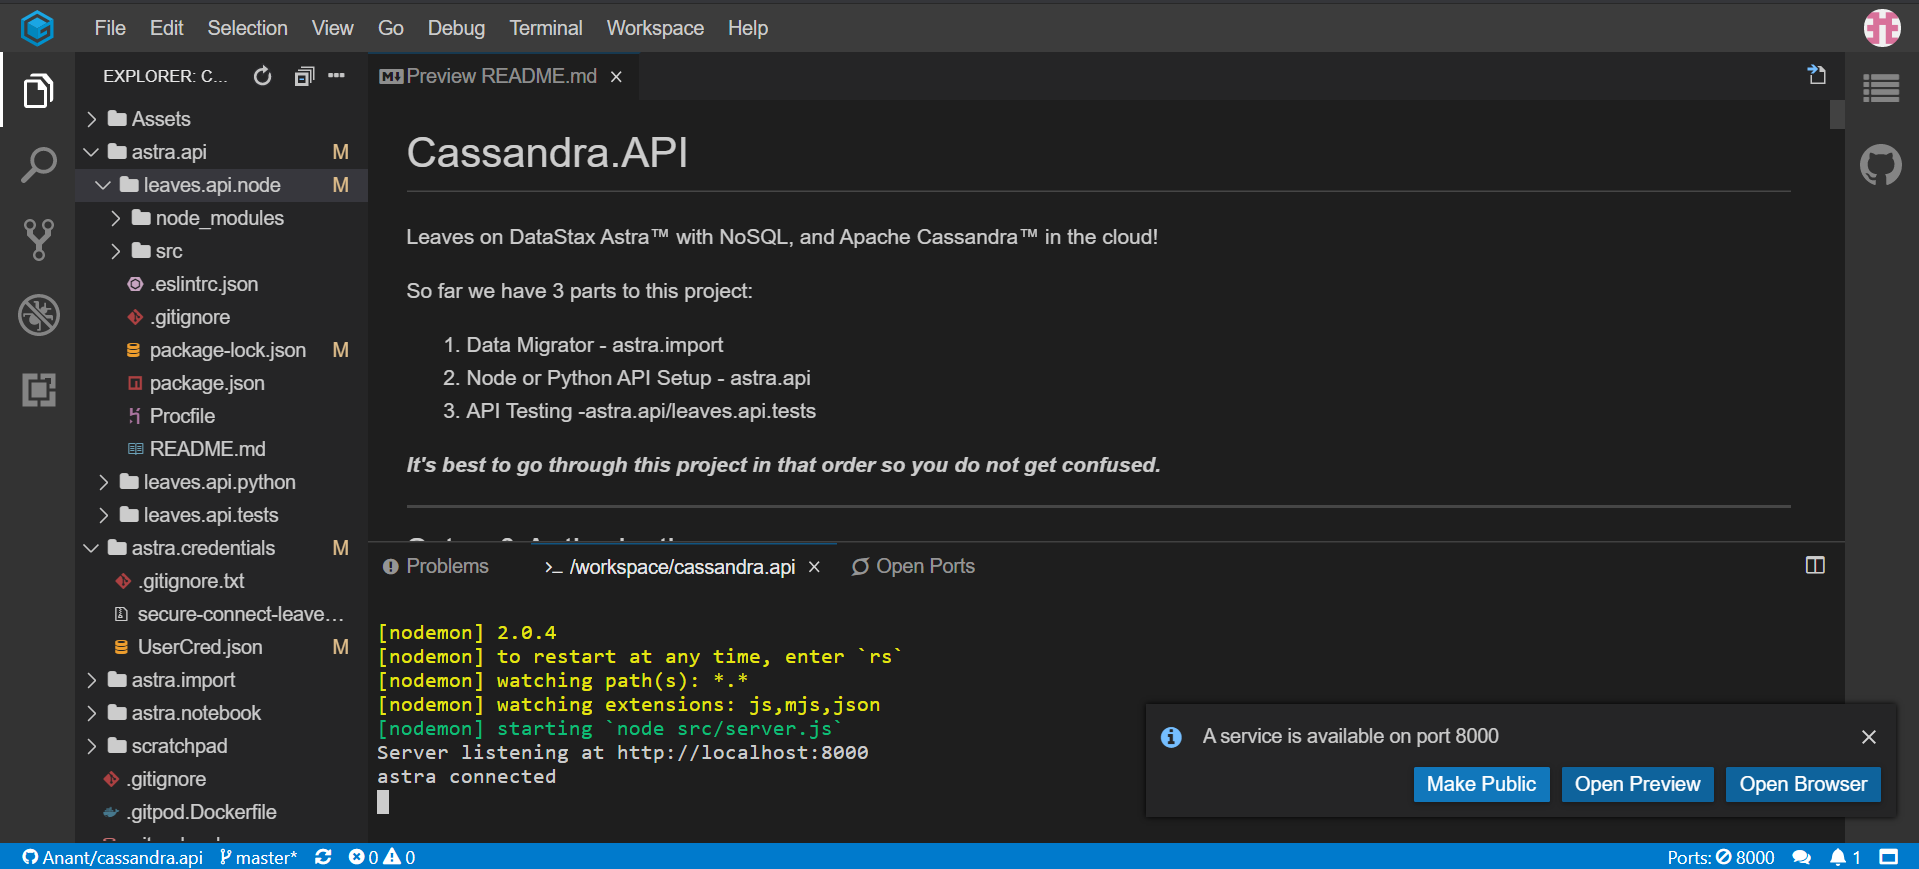 File Edit Selection View Go Debug Terminal Workspace Help
EXPLORER: C...
Assets
astra.api M
leaves.api.node M
node_modules
src
.eslintrc.json
.gitignore
package-lock.json M
package.json
Procfile
README.md
leaves.api.python
leaves.api.tests
astra.credentials M
.gitignore.txt
secure-connect-leave...
UserCred.json M
astra.import
astra.notebook
scratchpad
.gitignore
.gitpod.Dockerfile
Preview README.md
Cassandra.API
Leaves on DataStax Astra™ with NoSQL, and Apache Cassandra™ in the cloud!
So far we have 3 parts to this project:
1. Data Migrator - astra.import
2. Node or Python API Setup - astra.api
3. API Testing -astra.api/leaves.api.tests
It's best to go through this project in that order so you do not get confused.
Problems >_ /workspace/cassandra.api Open Ports
[nodemon] 2.0.4
[nodemon] to restart at any time, enter `rs`
[nodemon] watching path(s): *.*
[nodemon] watching extensions: js,mjs,json
[nodemon] starting `node src/server.js`
Server listening at http://localhost:8000
astra connected
A service is available on port 8000
Make Public Open Preview Open Browser
Anant/cassandra.api master* 0 0 Ports: 8000 1